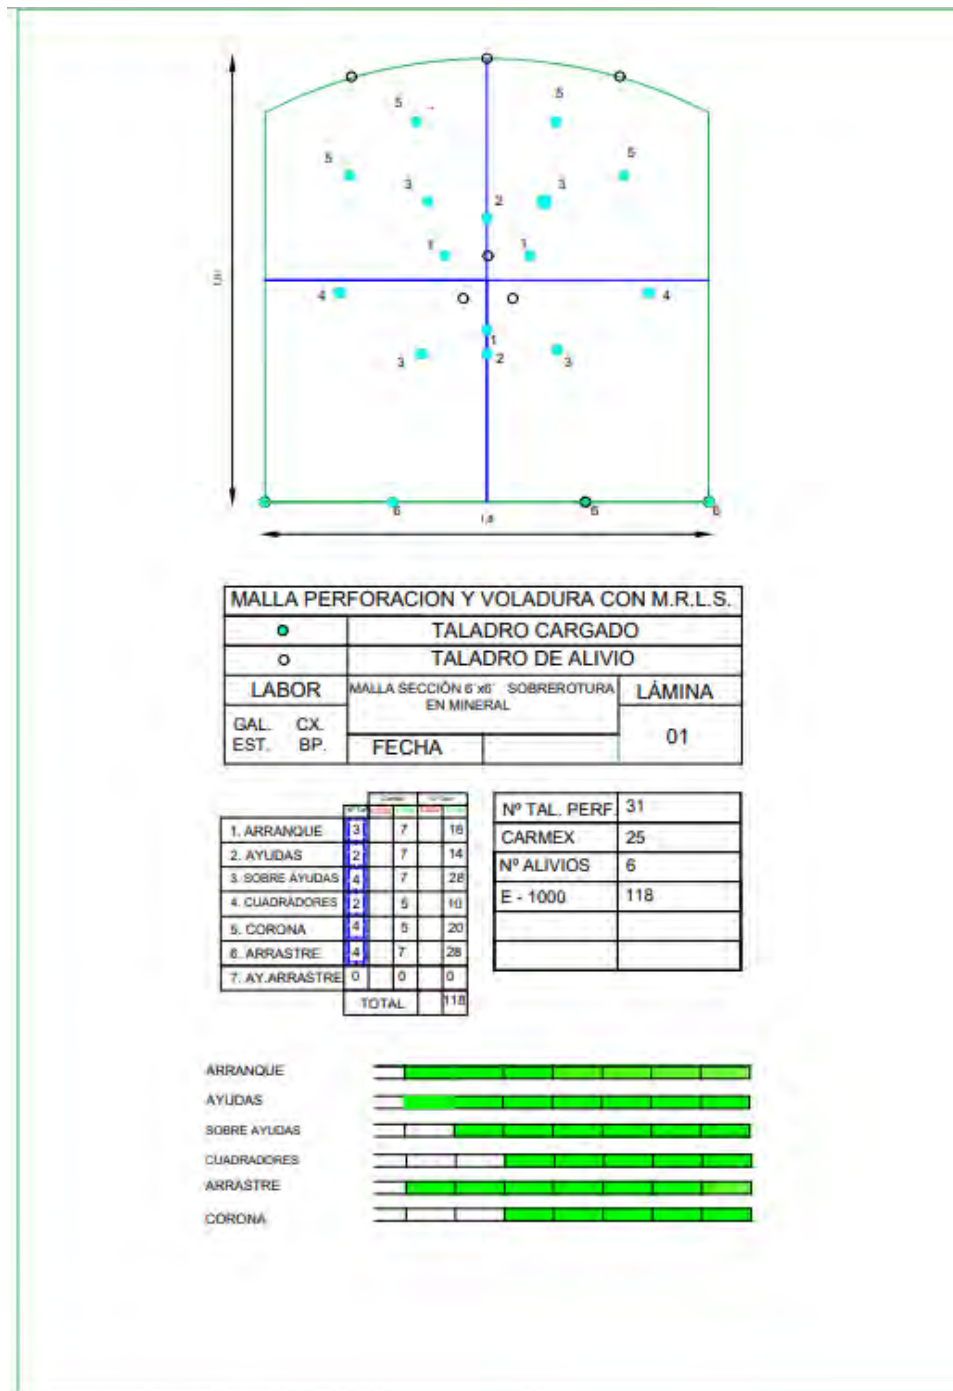 5
5
5
5
3
3
2
1
1
4
4
1
2
3
3
6
6
6
1,8
MALLA PERFORACION Y VOLADURA CON M.R.L.S.
TALADRO CARGADO
TALADRO DE ALIVIO
LABOR
MALLA SECCIÓN 6´x6´ SOBREROTURA
EN MINERAL
LÁMINA
GAL. CX.
EST. BP.
FECHA
01
1. ARRANQUE 3 7 16
2. AYUDAS 2 7 14
3. SOBRE AYUDAS 4 7 28
4. CUADRADORES 2 5 10
5. CORONA 4 5 20
6. ARRASTRE 4 7 28
7. AY.ARRASTRE 0 0 0
TOTAL 118
Nº TAL. PERF. 31
CARMEX 25
Nº ALIVIOS 6
E - 1000 118
ARRANQUE
AYUDAS
SOBRE AYUDAS
CUADRADORES
ARRASTRE
CORONA